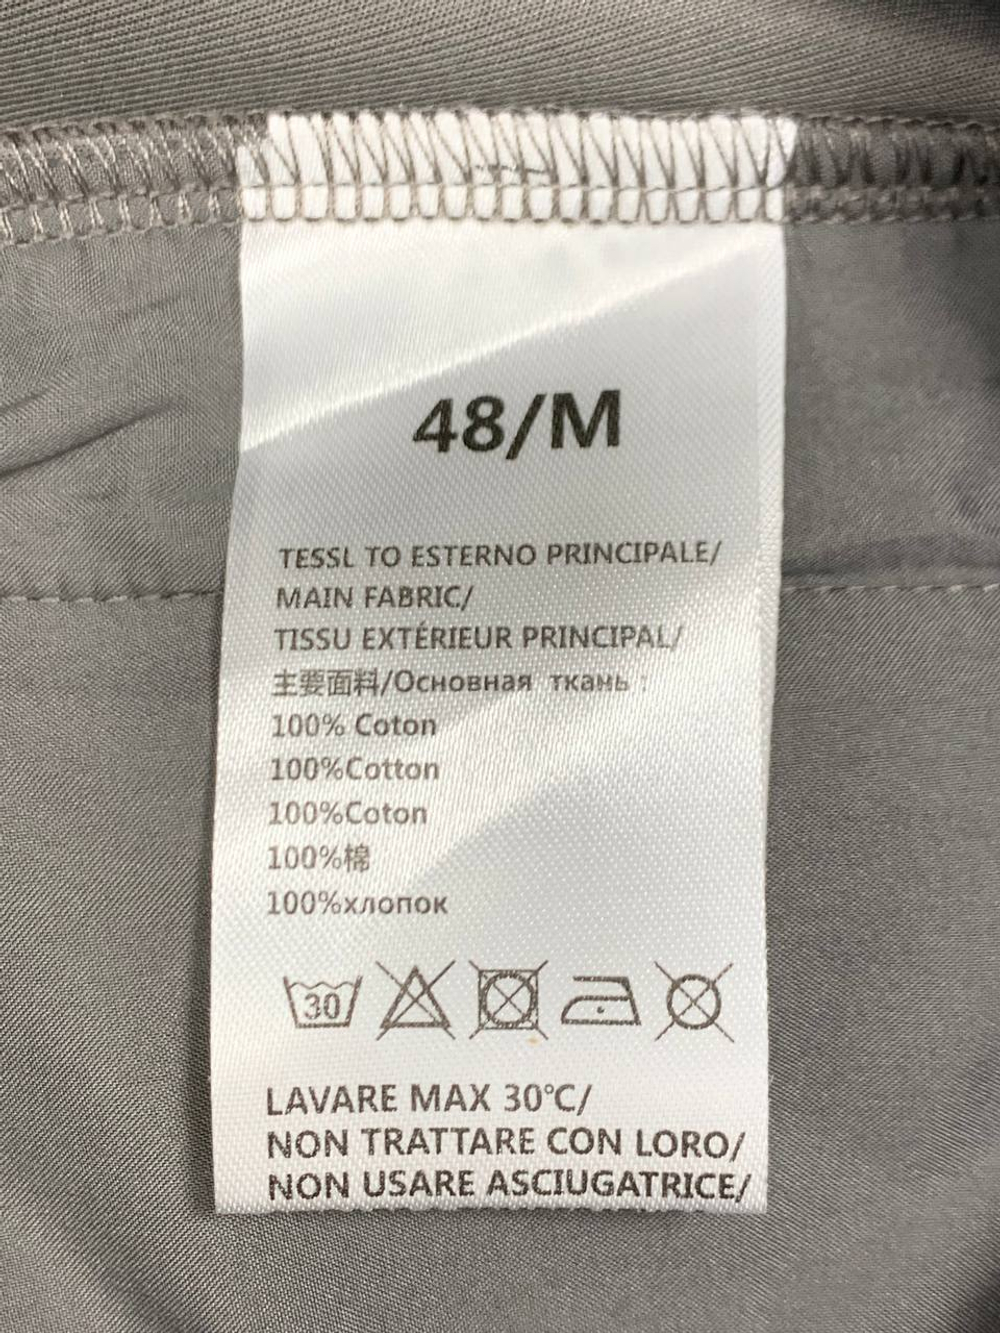 48/M
TESSL TO ESTERNO PRINCIPALE/
MAIN FABRIC/
TISSU EXTÉRIEUR PRINCIPAL/
主要面料/Основная ткань :
100% Coton
100%Cotton
100%Coton
100%棉
100%хлопок
30
LAVARE MAX 30°C/
NON TRATTARE CON LORO/
NON USARE ASCIUGATRICE/